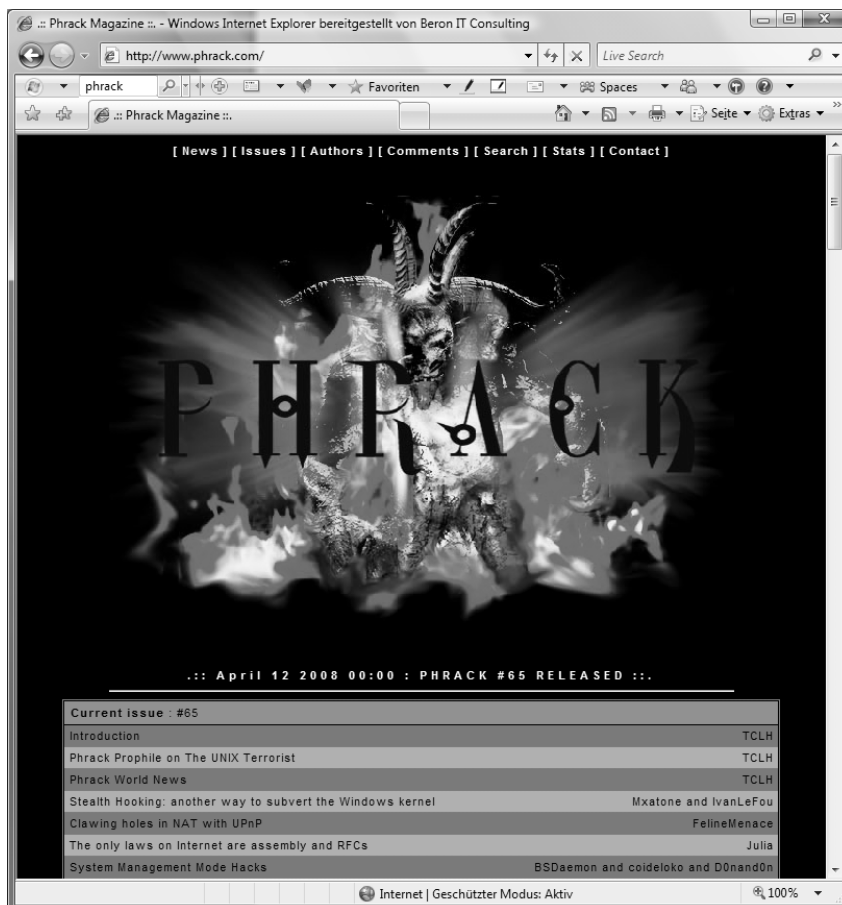 .:: Phrack Magazine ::. - Windows Internet Explorer bereitgestellt von Beron IT Consulting
http://www.phrack.com/
Live Search
phrack
Favoriten
Spaces
.:: Phrack Magazine ::.
Seite
Extras
[ News ] [ Issues ] [ Authors ] [ Comments ] [ Search ] [ Stats ] [ Contact ]
PHRACK
.:: April 12 2008 00:00 : PHRACK #65 RELEASED ::.
Current issue : #65
Introduction TCLH
Phrack Prophile on The UNIX Terrorist TCLH
Phrack World News TCLH
Stealth Hooking: another way to subvert the Windows kernel Mxatone and IvanLeFou
Clawing holes in NAT with UPnP FelineMenace
The only laws on Internet are assembly and RFCs Julia
System Management Mode Hacks BSDaemon and coideloko and D0nand0n
Internet | Geschützter Modus: Aktiv
100%